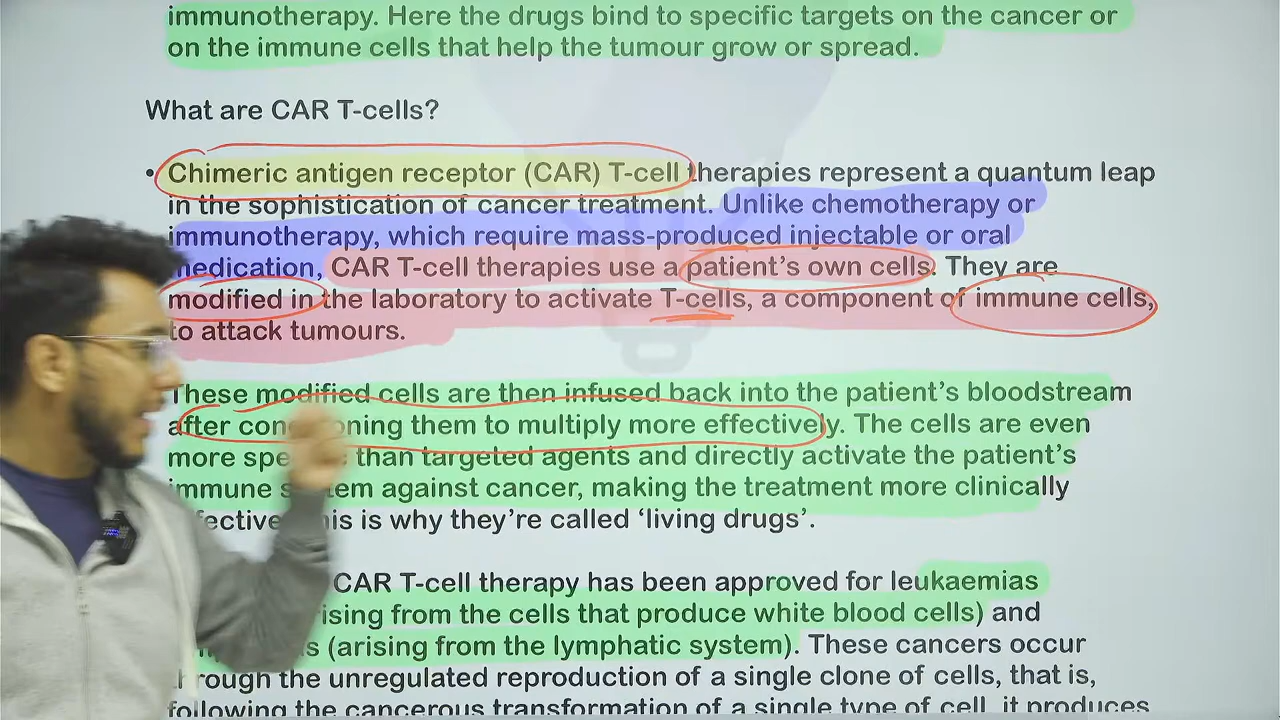 immunotherapy. Here the drugs bind to specific targets on the cancer or
on the immune cells that help the tumour grow or spread.
What are CAR T-cells?
• Chimeric antigen receptor (CAR) T-cell therapies represent a quantum leap
in the sophistication of cancer treatment. Unlike chemotherapy or
immunotherapy, which require mass-produced injectable or oral
medication, CAR T-cell therapies use a patient's own cells. They are
modified in the laboratory to activate T-cells, a component of immune cells,
to attack tumours.
These modified cells are then infused back into the patient's bloodstream
after them to multiply more effectively. The cells are even
more than targeted agents and directly activate the patient's
immune against cancer, making the treatment more clinically
is why they're called 'living drugs'.
CAR T-cell therapy has been approved for leukaemias
from the cells that produce white blood cells) and
(arising from the lymphatic system). These cancers occur
the unregulated reproduction of a single clone of cells, that is,
following the cancerous transformation of a single type of cell, it produces